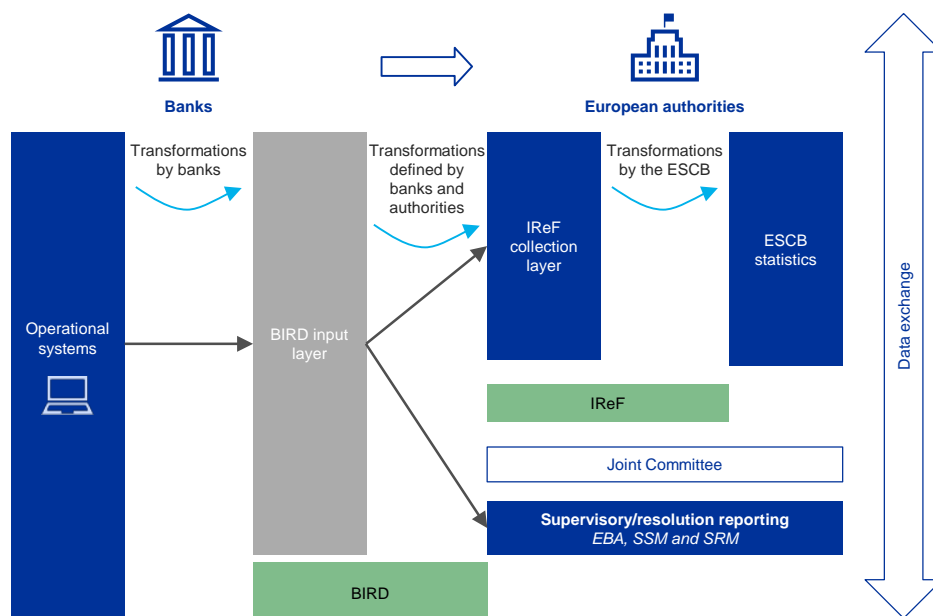 Banks
European authorities
Transformations
by banks
Transformations
defined by
banks and
authorities
Transformations
by the ESCB
Operational
systems
BIRD input
layer
IReF
collection
layer
ESCB
statistics
IReF
Joint Committee
Supervisory/resolution reporting
EBA, SSM and SRM
BIRD
Data exchange